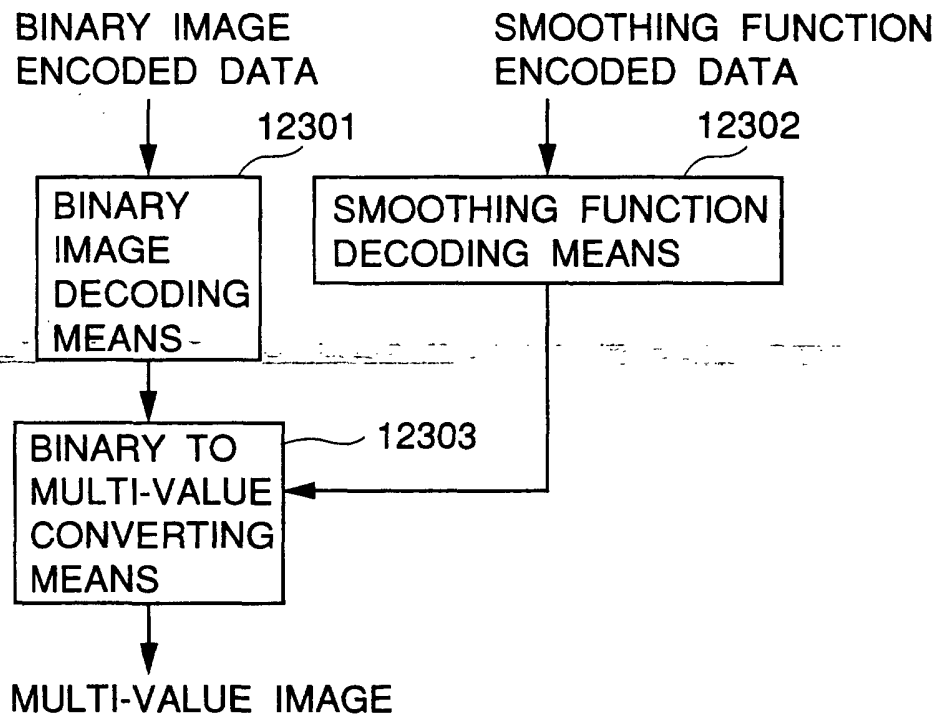 BINARY IMAGE
ENCODED DATA
SMOOTHING FUNCTION
ENCODED DATA
12301
12302
BINARY
IMAGE
DECODING
MEANS
SMOOTHING FUNCTION
DECODING MEANS
12303
BINARY TO
MULTI-VALUE
CONVERTING
MEANS
MULTI-VALUE IMAGE